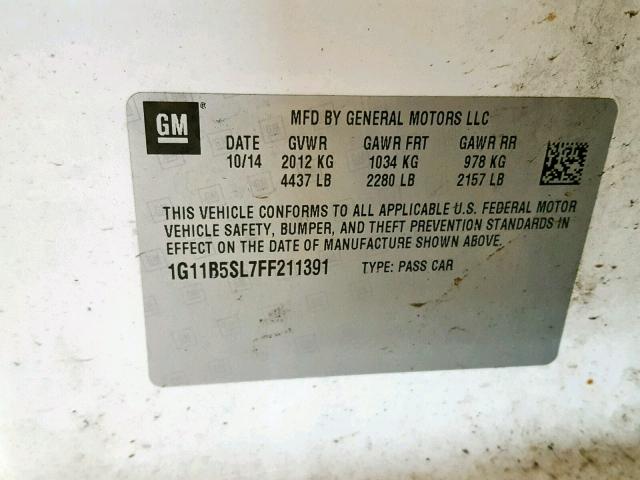 GM ®
MFD BY GENERAL MOTORS LLC
DATE GVWR GAWR FRT GAWR RR
10/14 2012 KG 1034 KG 978 KG
4437 LB 2280 LB 2157 LB
THIS VEHICLE CONFORMS TO ALL APPLICABLE U.S. FEDERAL MOTOR
VEHICLE SAFETY, BUMPER, AND THEFT PREVENTION STANDARDS IN
EFFECT ON THE DATE OF MANUFACTURE SHOWN ABOVE.
1G11B5SL7FF211391 TYPE: PASS CAR